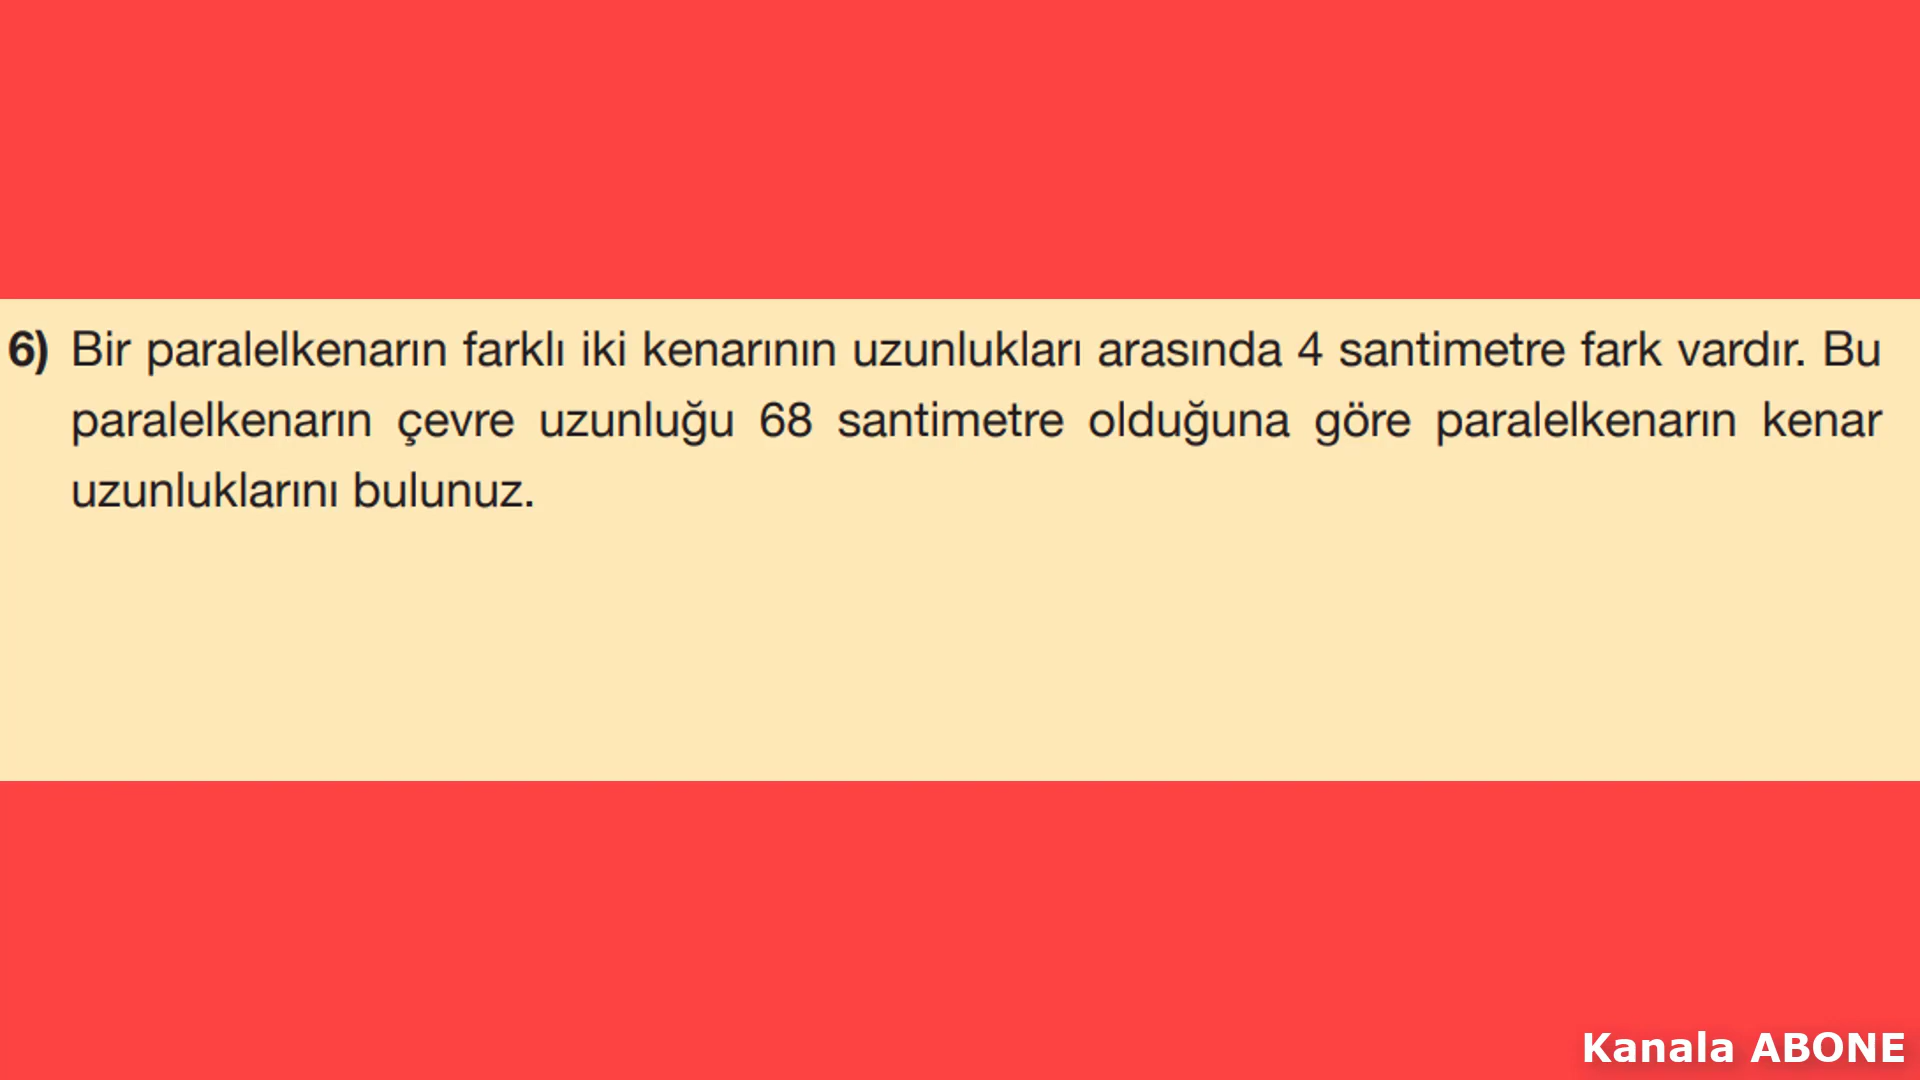 6) Bir paralelkenarın farklı iki kenarının uzunlukları arasında 4 santimetre fark vardır. Bu
paralelkenarın çevre uzunluğu 68 santimetre olduğuna göre paralelkenarın kenar
uzunluklarını bulunuz.
Kanala ABONE